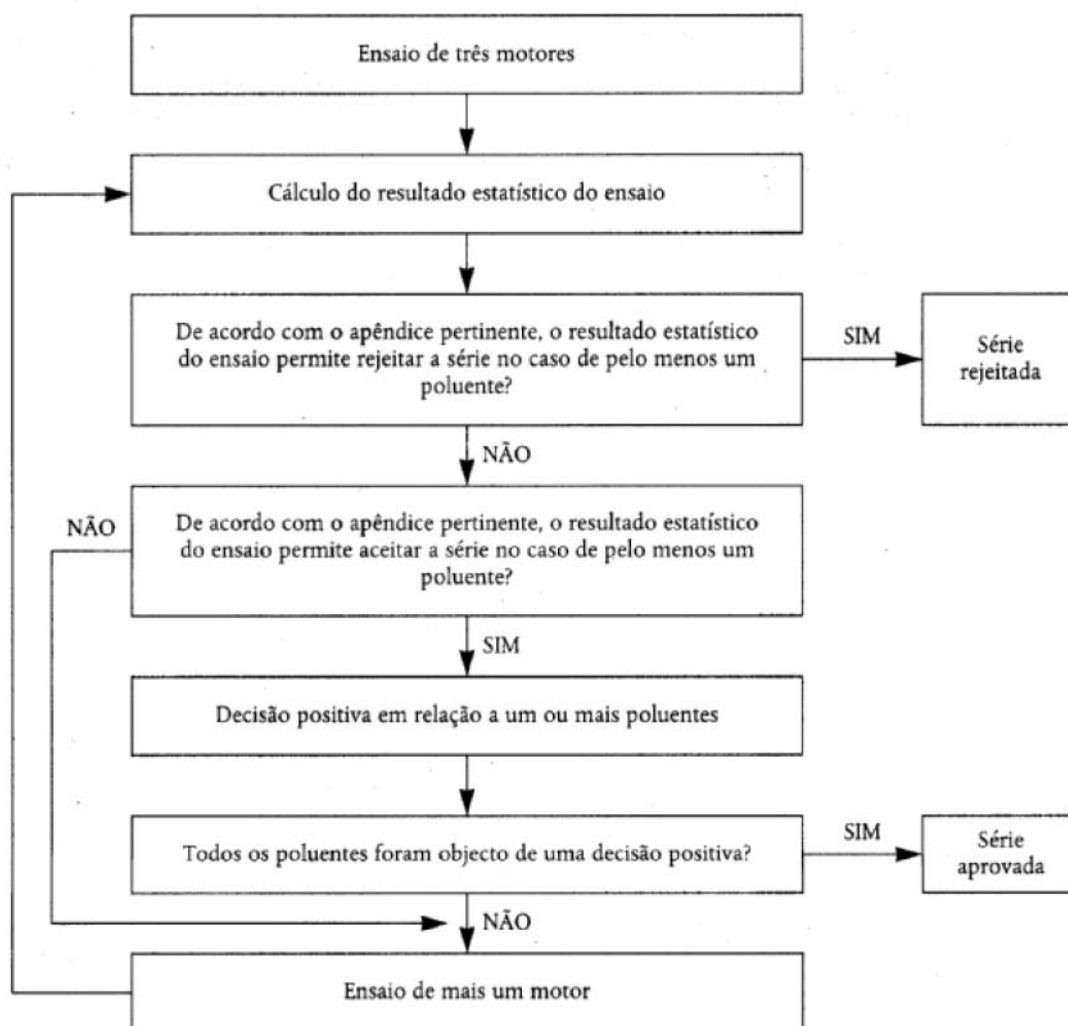 Ensaio de três motores
Cálculo do resultado estatístico do ensaio
De acordo com o apêndice pertinente, o resultado estatístico
do ensaio permite rejeitar a série no caso de pelo menos um
poluente?
SIM
Série
rejeitada
NÃO
NÃO
De acordo com o apêndice pertinente, o resultado estatístico
do ensaio permite aceitar a série no caso de pelo menos um
poluente?
SIM
Decisão positiva em relação a um ou mais poluentes
Todos os poluentes foram objecto de uma decisão positiva?
SIM
Série
aprovada
NÃO
Ensaio de mais um motor